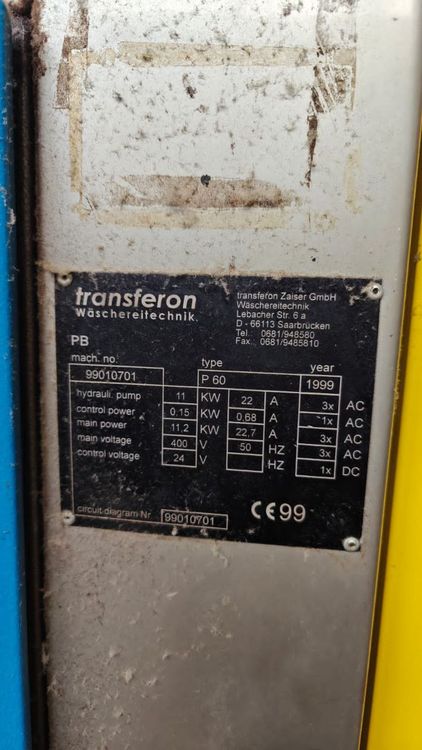 transferon
Wäschereitechnik
transferon Zaiser GmbH
Wäschereitechnik
Lebacher Str. 6 a
D - 66113 Saarbrücken
Tel. 0681/948580
Fax. 0681/9485810
PB
mach. no. type year
99010701 P 60 1999
hydrauli. pump 11 KW 22 A 3x AC
control power 0,15 KW 0,68 A 1x AC
main power 11,2 KW 22,7 A 3x AC
main voltage 400 V 50 HZ 3x AC
control voltage 24 V HZ 1x DC
circuit diagram Nr. 99010701 CE99